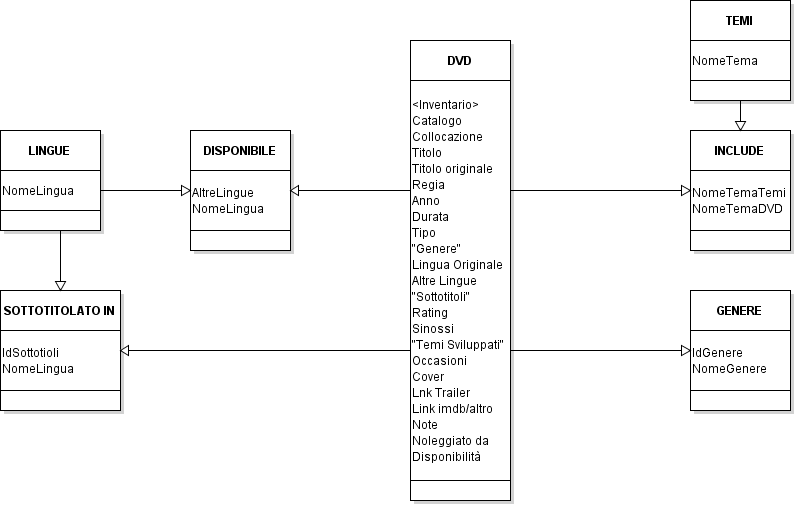 TEMI
NomeTema
DVD
<Inventario>
Catalogo
Collocazione
Titolo
Titolo originale
Regia
Anno
Durata
Tipo
"Genere"
Lingua Originale
Altre Lingue
"Sottotitoli"
Rating
Sinossi
"Temi Sviluppati"
Occasioni
Cover
Lnk Trailer
Link imdb/altro
Note
Noleggiato da
Disponibilità
LINGUE
NomeLingua
DISPONIBILE
AltreLingue
NomeLingua
INCLUDE
NomeTemaTemi
NomeTemaDVD
SOTTOTITOLATO IN
IdSottotioli
NomeLingua
GENERE
IdGenere
NomeGenere